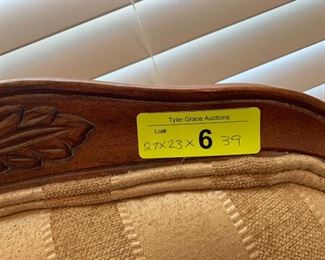 Tyler Grace Auctions
Lot#
27x23x 6 39